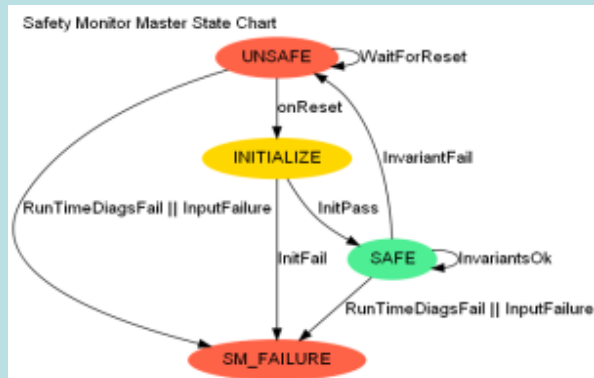 Safety Monitor Master State Chart
UNSAFE
WaitForReset
onReset
INITIALIZE
InvariantFail
RunTimeDiagsFail || InputFailure
InitPass
InitFail
SAFE
InvariantsOk
RunTimeDiagsFail || InputFailure
SM_FAILURE